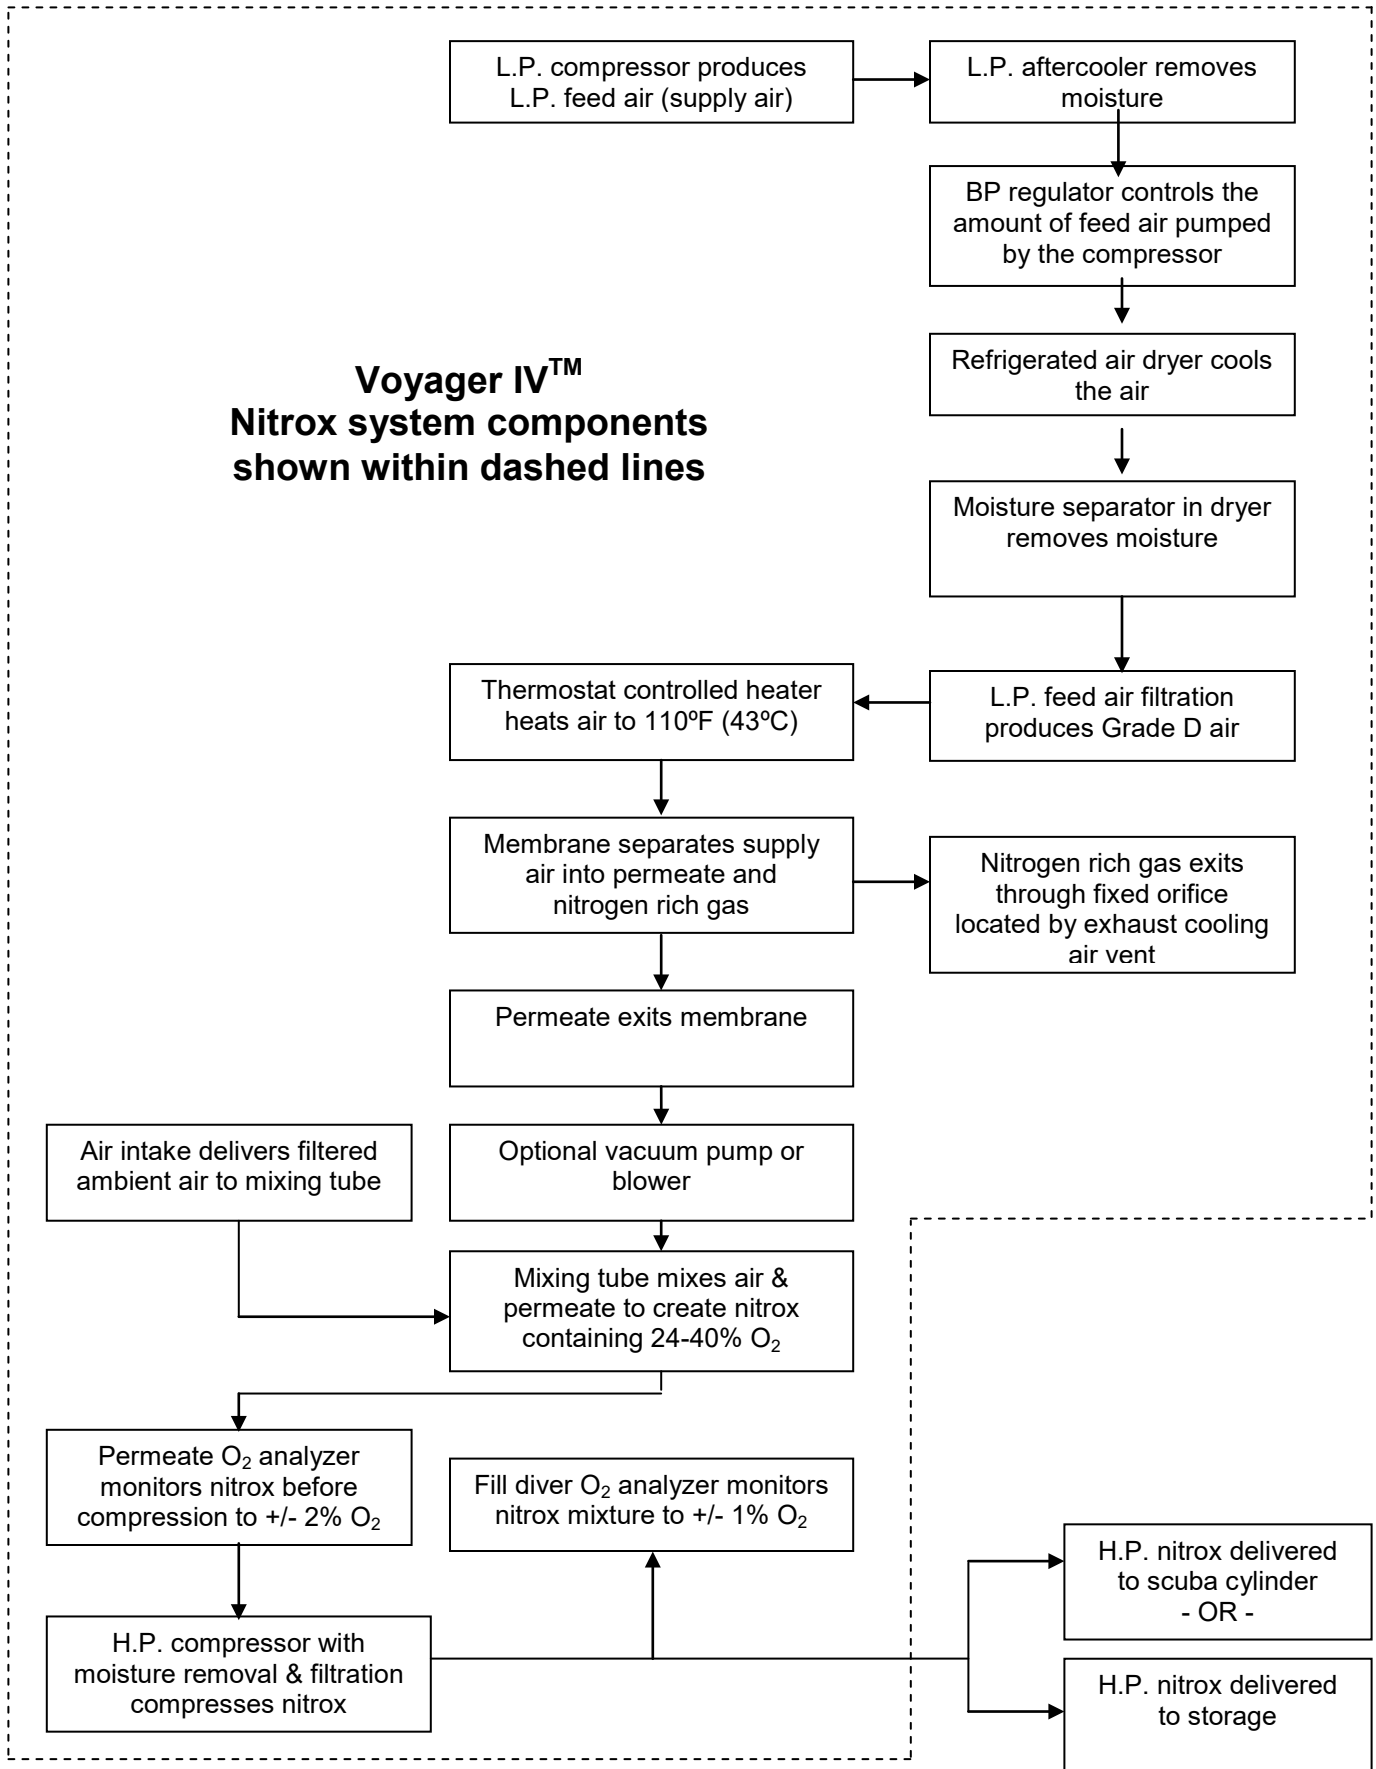 L.P. compressor produces
L.P. feed air (supply air)
L.P. aftercooler removes
moisture
BP regulator controls the
amount of feed air pumped
by the compressor
Refrigerated air dryer cools
the air
Voyager IV™
Nitrox system components
shown within dashed lines
Moisture separator in dryer
removes moisture
L.P. feed air filtration
produces Grade D air
Thermostat controlled heater
heats air to 110ºF (43ºC)
Membrane separates supply
air into permeate and
nitrogen rich gas
Nitrogen rich gas exits
through fixed orifice
located by exhaust cooling
air vent
Permeate exits membrane
Air intake delivers filtered
ambient air to mixing tube
Optional vacuum pump or
blower
Mixing tube mixes air &
permeate to create nitrox
containing 24-40% O₂
Permeate O₂ analyzer
monitors nitrox before
compression to +/- 2% O₂
Fill diver O₂ analyzer monitors
nitrox mixture to +/- 1% O₂
H.P. compressor with
moisture removal & filtration
compresses nitrox
H.P. nitrox delivered
to scuba cylinder
- OR -
H.P. nitrox delivered
to storage